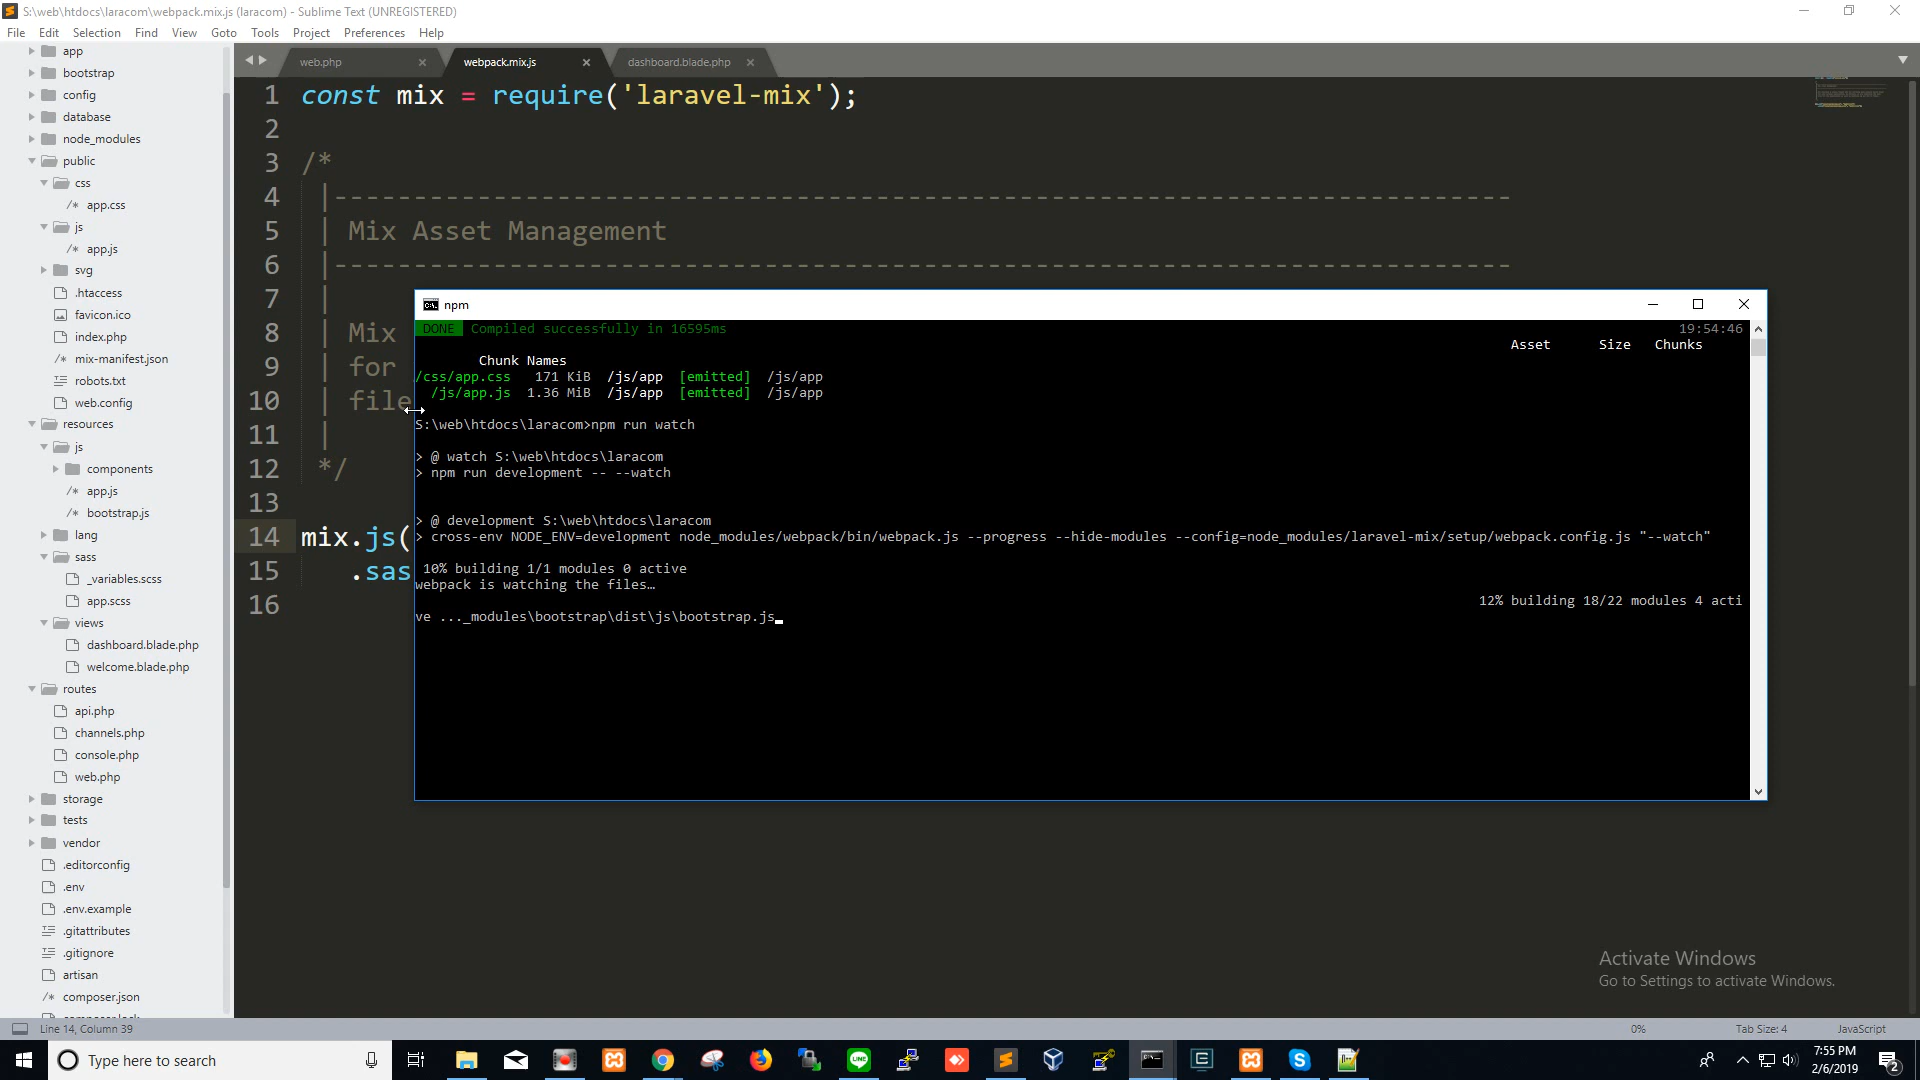 S:\web\htdocs\laracom\webpack.mix.js (laracom) - Sublime Text (UNREGISTERED)
File Edit Selection Find View Goto Tools Project Preferences Help
app
bootstrap
config
database
node_modules
public
css
/* app.css
js
/* app.js
svg
.htaccess
favicon.ico
index.php
/* mix-manifest.json
robots.txt
web.config
resources
js
components
/* app.js
/* bootstrap.js
lang
sass
/* _variables.scss
/* app.scss
views
dashboard.blade.php
welcome.blade.php
routes
api.php
channels.php
console.php
web.php
storage
tests
vendor
.editorconfig
.env
.env.example
.gitattributes
.gitignore
artisan
/* composer.json
web.php webpack.mix.js dashboard.blade.php
1 const mix = require('laravel-mix');
2
3 /*
4 |--------------------------------------------------------------------------
5 | Mix Asset Management
6 |--------------------------------------------------------------------------
7 |
8 | Mix
9 | for
10 | file
11 |
12 */
13
14 mix.js(
15 .sas
16
npm
DONE Compiled successfully in 16595ms 19:54:46
Asset Size Chunks
Chunk Names
/css/app.css 171 KiB /js/app [emitted] /js/app
/js/app.js 1.36 MiB /js/app [emitted] /js/app
S:\web\htdocs\laracom>npm run watch
> @ watch S:\web\htdocs\laracom
> npm run development -- --watch
> @ development S:\web\htdocs\laracom
> cross-env NODE_ENV=development node_modules/webpack/bin/webpack.js --progress --hide-modules --config=node_modules/laravel-mix/setup/webpack.config.js "--watch"
10% building 1/1 modules 0 active
webpack is watching the files…
12% building 18/22 modules 4 acti
ve ..._modules\bootstrap\dist\js\bootstrap.js
Activate Windows
Go to Settings to activate Windows.
Line 14, Column 39 0% Tab Size: 4 JavaScript
Type here to search
7:55 PM
2/6/2019
2